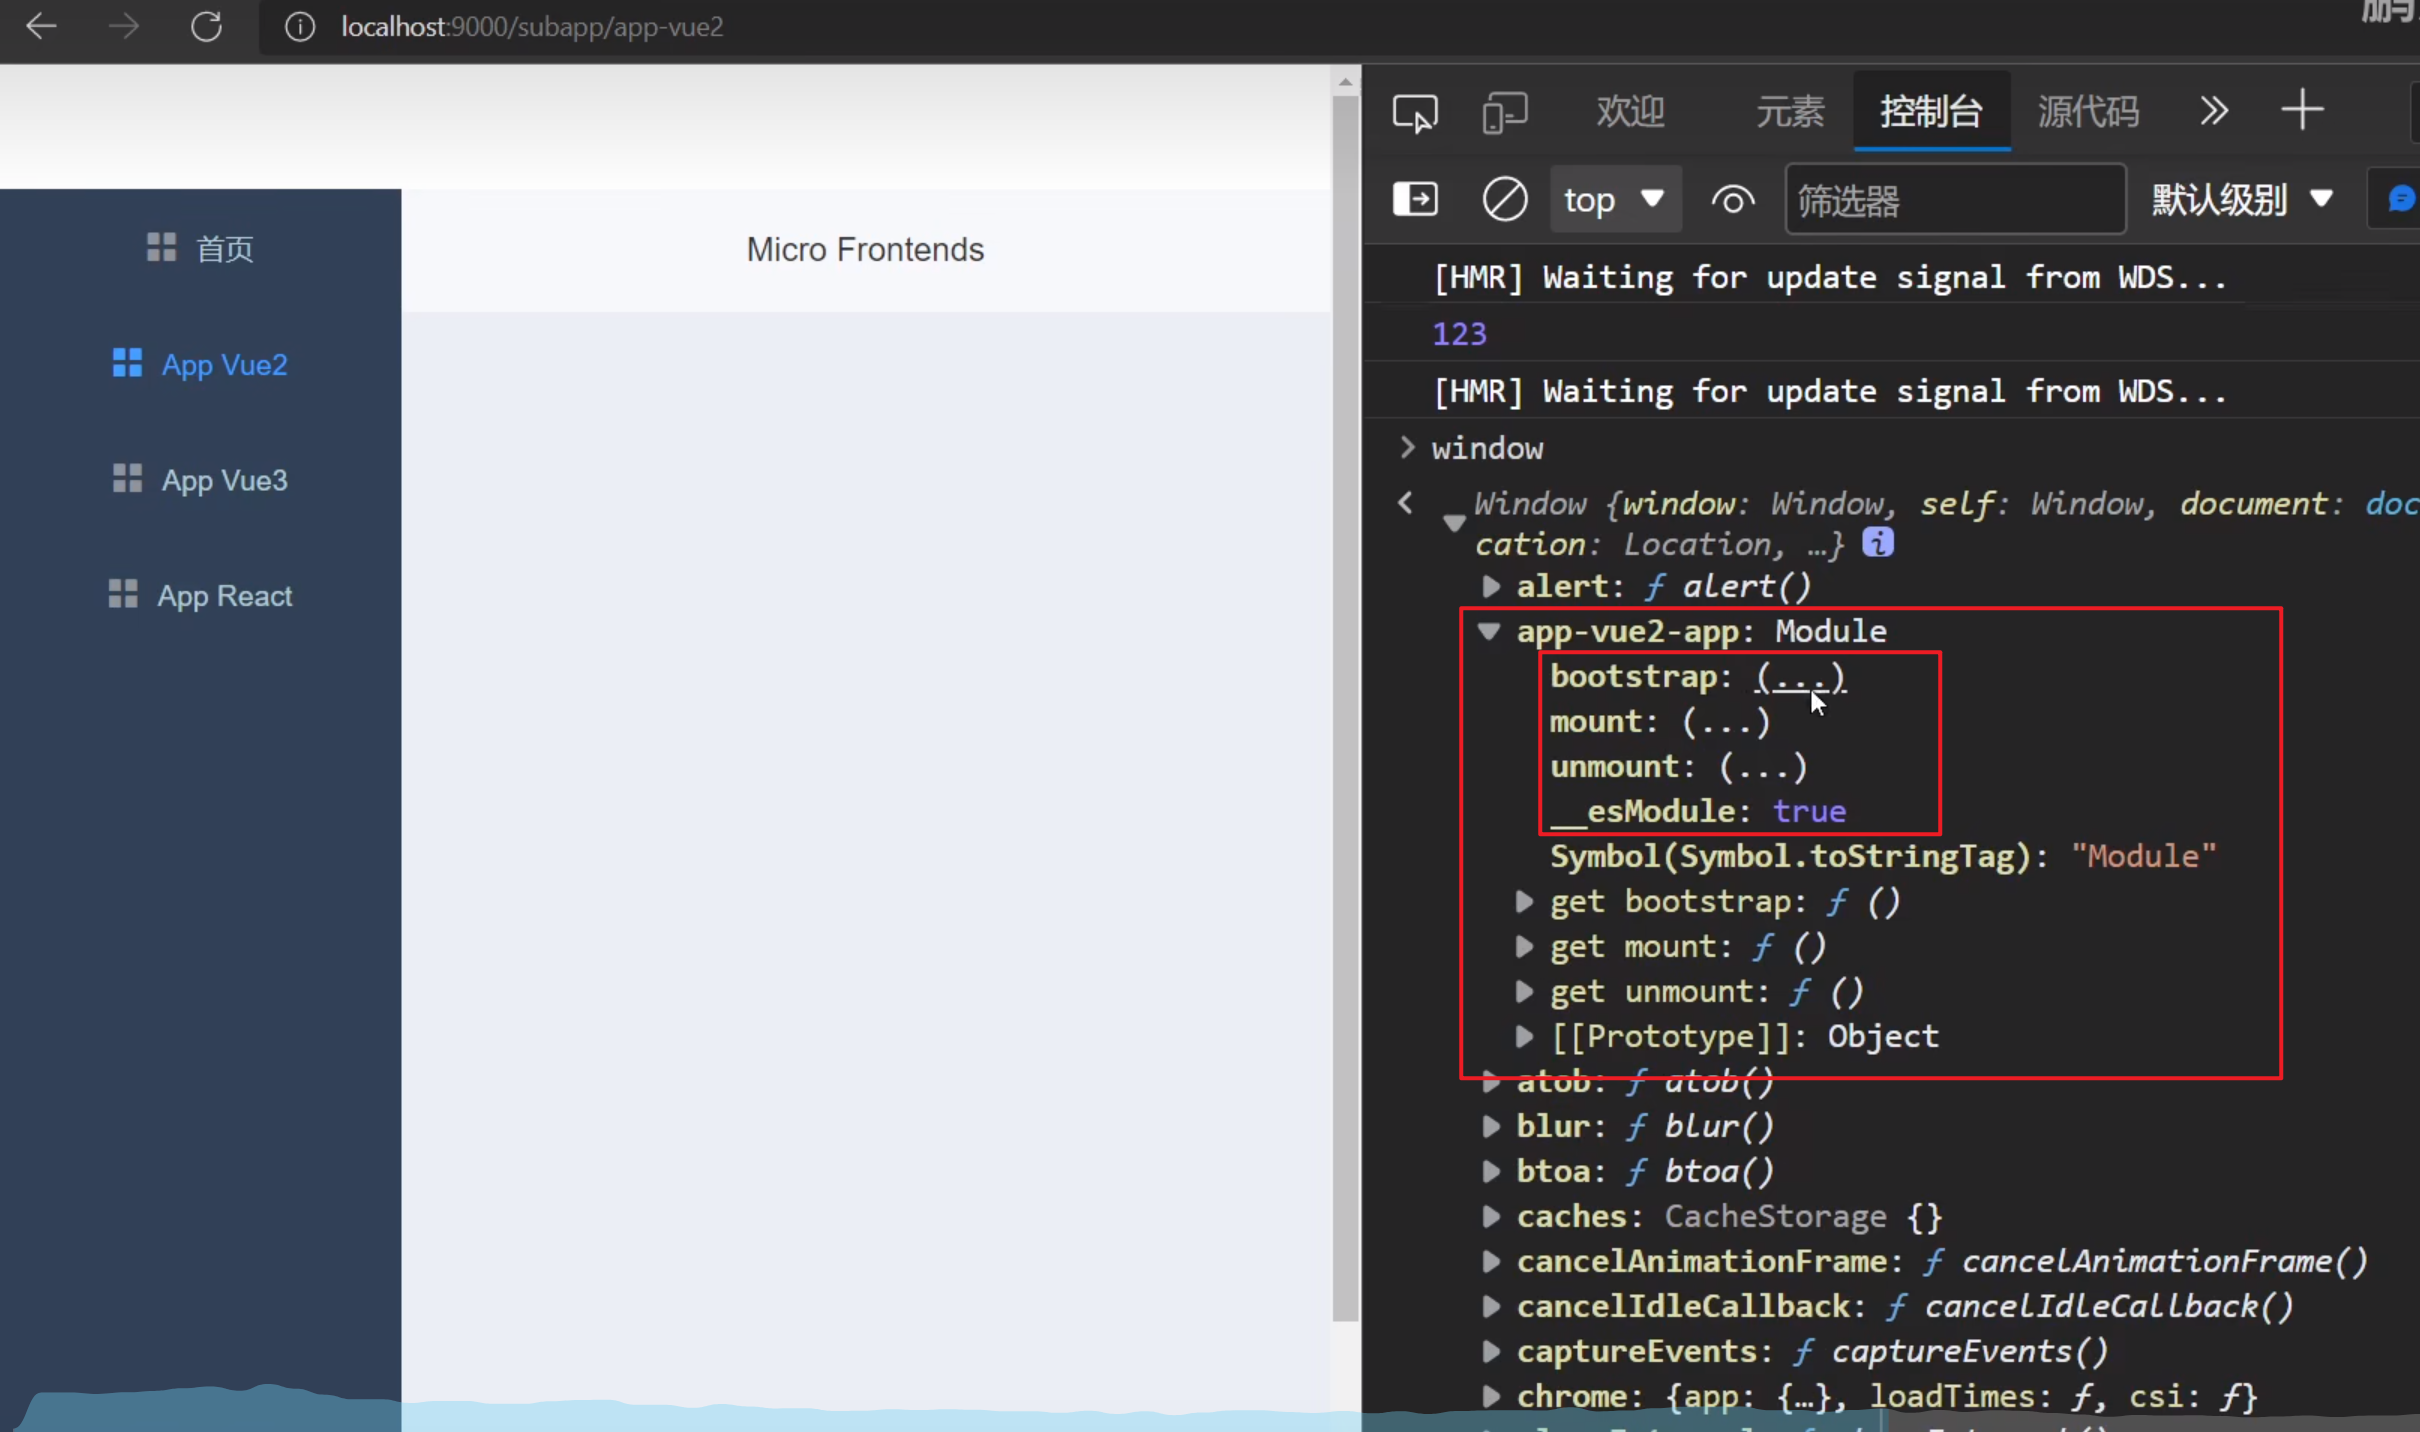 localhost:9000/subapp/app-vue2
首页
App Vue2
App Vue3
App React
Micro Frontends
欢迎 元素 控制台 源代码
top 筛选器 默认级别
[HMR] Waiting for update signal from WDS...
123
[HMR] Waiting for update signal from WDS...
window
Window {window: Window, self: Window, document: doc
cation: Location, …} i
alert: ƒ alert()
app-vue2-app: Module
bootstrap: (...)
mount: (...)
unmount: (...)
__esModule: true
Symbol(Symbol.toStringTag): "Module"
get bootstrap: ƒ ()
get mount: ƒ ()
get unmount: ƒ ()
[[Prototype]]: Object
atob: ƒ atob()
blur: ƒ blur()
btoa: ƒ btoa()
caches: CacheStorage {}
cancelAnimationFrame: ƒ cancelAnimationFrame()
cancelIdleCallback: ƒ cancelIdleCallback()
captureEvents: ƒ captureEvents()
chrome: {app: {…}, loadTimes: ƒ, csi: ƒ}